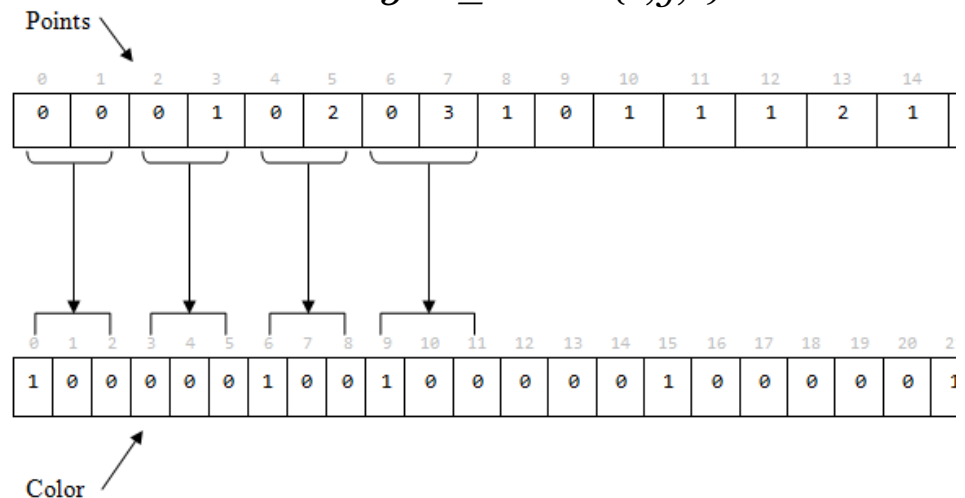 Points
0 1 2 3 4 5 6 7 8 9 10 11 12 13 14
0 0 0 1 0 2 0 3 1 0 1 1 1 2 1
0 1 2 3 4 5 6 7 8 9 10 11 12 13 14 15 16 17 18 19 20
1 0 0 0 0 0 1 0 0 1 0 0 0 0 0 1 0 0 0 0 0 1
Color